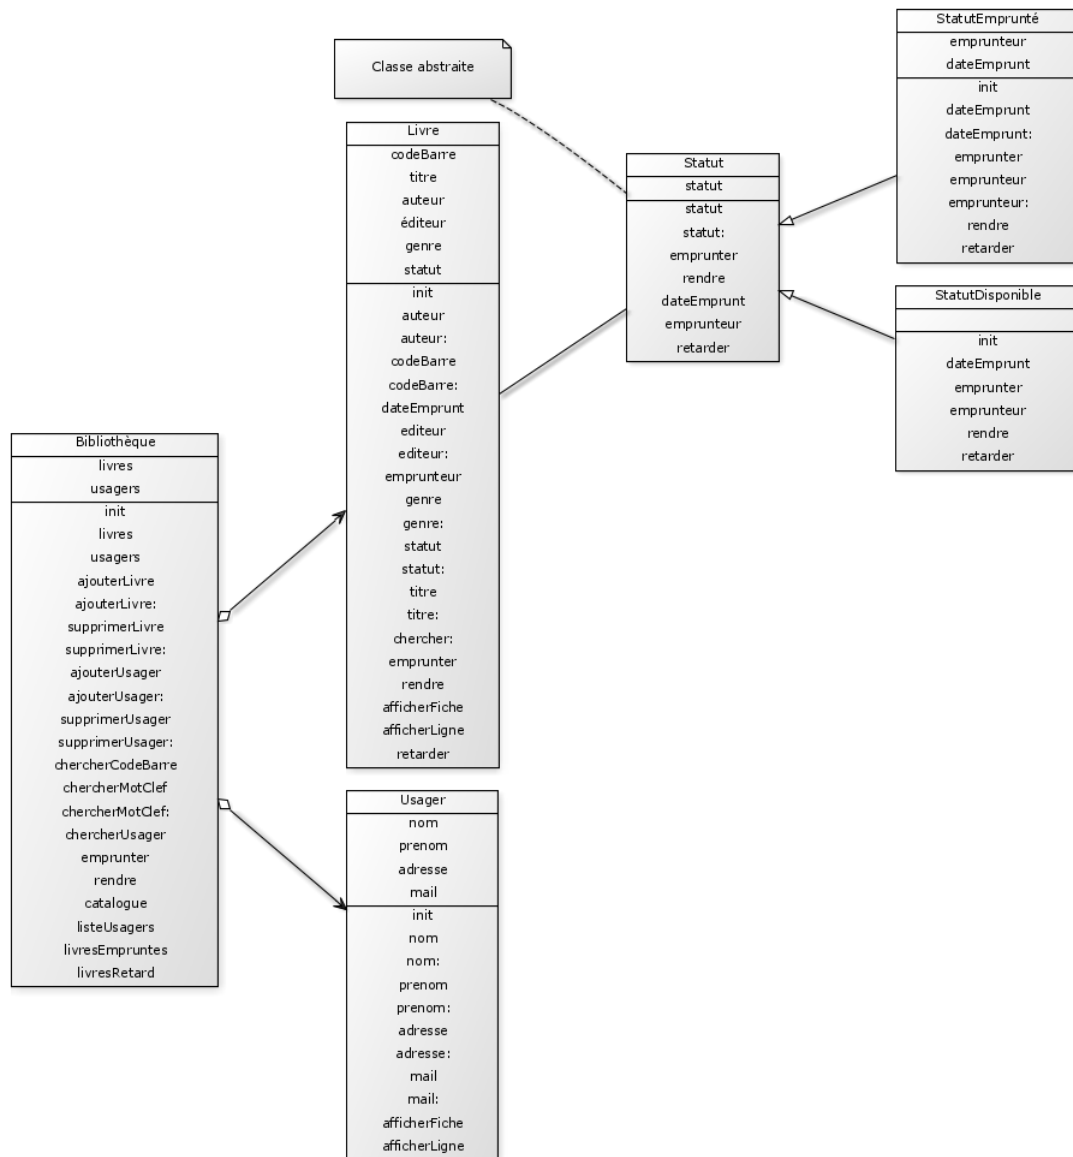 Classe abstraite
Bibliothèque
livres
usagers
init
livres
usagers
ajouterLivre
ajouterLivre:
supprimerLivre
supprimerLivre:
ajouterUsager
ajouterUsager:
supprimerUsager
supprimerUsager:
chercherCodeBarre
chercherMotClef
chercherMotClef:
chercherUsager
emprunter
rendre
catalogue
listeUsagers
livresEmpruntes
livresRetard
Livre
codeBarre
titre
auteur
éditeur
genre
statut
init
auteur
auteur:
codeBarre
codeBarre:
dateEmprunt
editeur
editeur:
emprunteur
genre
genre:
statut
statut:
titre
titre:
chercher:
emprunter
rendre
afficherFiche
afficherLigne
retarder
Usager
nom
prenom
adresse
mail
init
nom
nom:
prenom
prenom:
adresse
adresse:
mail
mail:
afficherFiche
afficherLigne
Statut
statut
statut
statut:
emprunter
rendre
dateEmprunt
emprunteur
retarder
StatutEmprunté
emprunteur
dateEmprunt
init
dateEmprunt
dateEmprunt:
emprunter
emprunteur
emprunteur:
rendre
retarder
StatutDisponible
init
dateEmprunt
emprunter
emprunteur
rendre
retarder